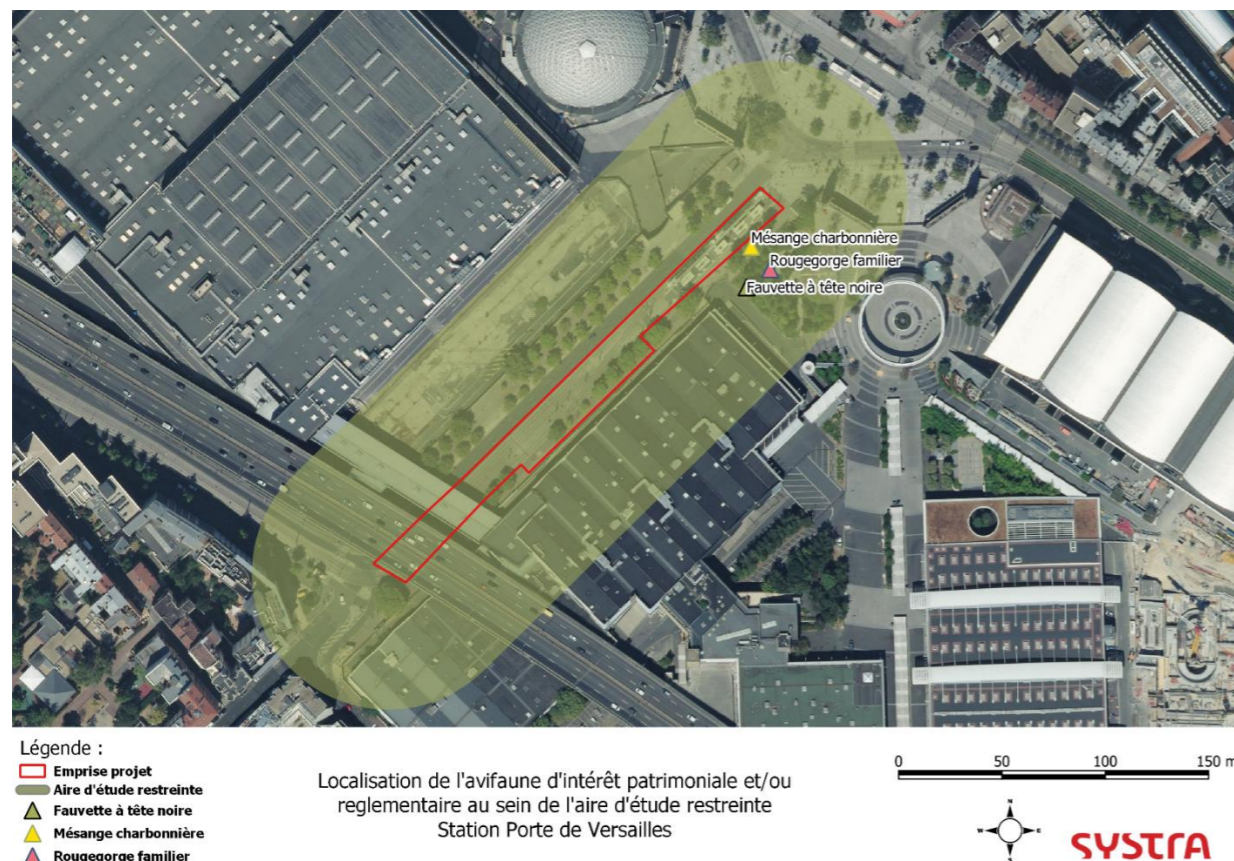 Mésange charbonnière
Rougegorge familier
Fauvette à tête noire
Légende :
Emprise projet
Aire d'étude restreinte
Fauvette à tête noire
Mésange charbonnière
Rougegorge familier
Localisation de l'avifaune d'intérêt patrimoniale et/ou
reglementaire au sein de l'aire d'étude restreinte
Station Porte de Versailles
0 50 100 150 m
N
W E
S
SYSTRA